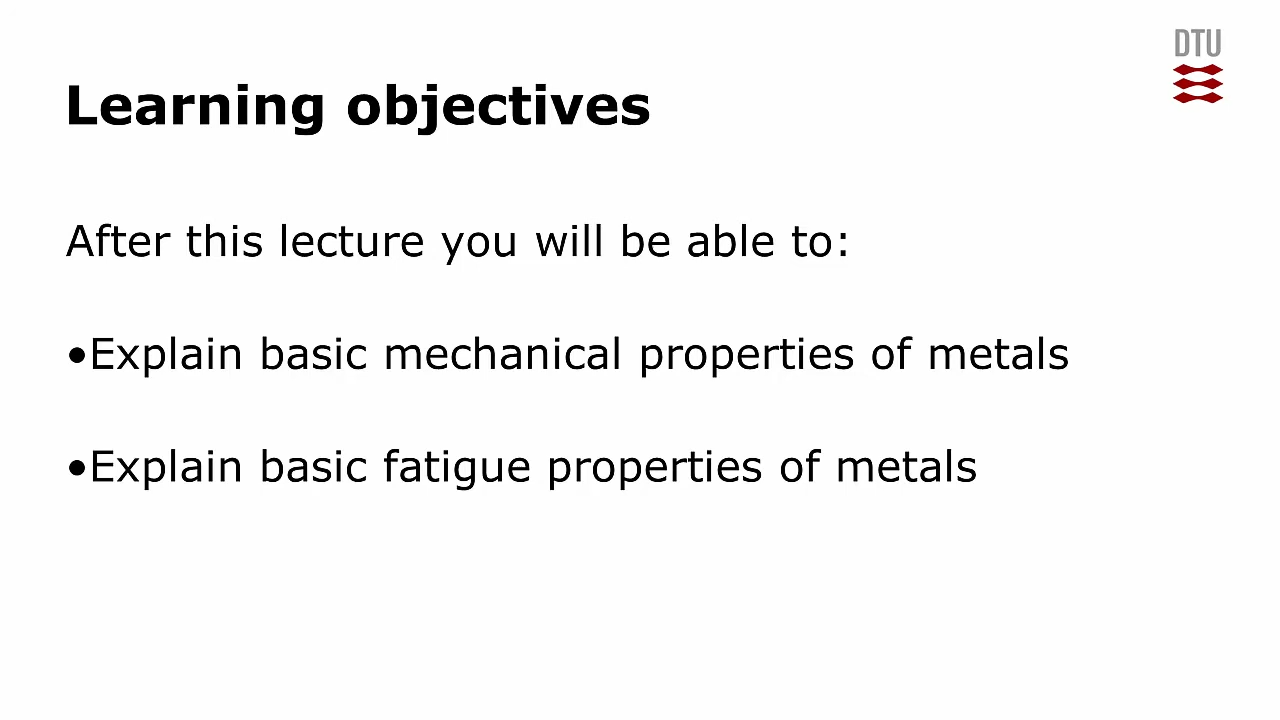 DTU
Learning objectives
After this lecture you will be able to:
•Explain basic mechanical properties of metals
•Explain basic fatigue properties of metals